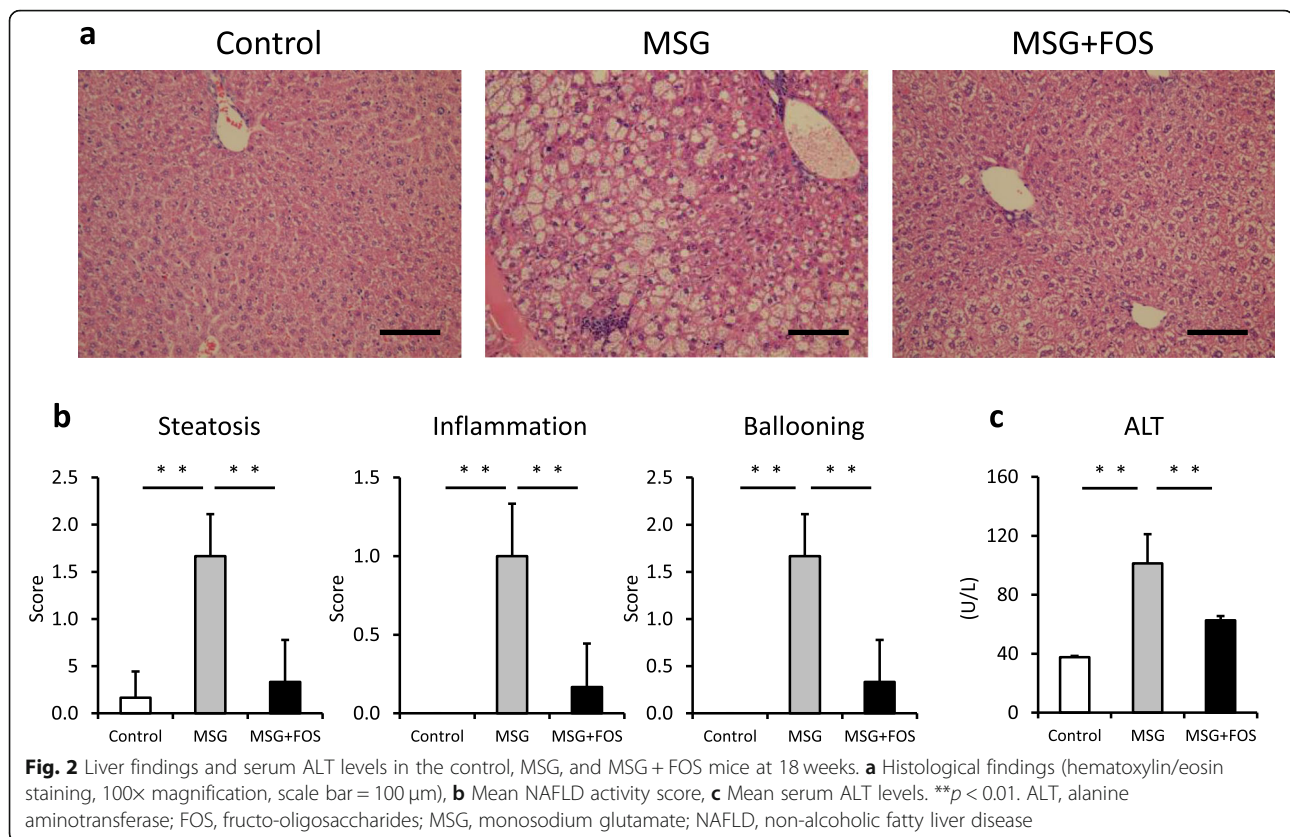 a
Control MSG MSG+FOS
b
Steatosis Inflammation Ballooning
c
ALT
* * * * * * * * * * * * * * * *
Score
2.5
2.0
1.5
1.0
5
0.0
Control MSG MSG+FOS
Score
1.5
1.0
0.5
0.0
Control MSG MSG+FOS
Score
2.5
2.0
1.5
1.0
0.5
0.0
Control MSG MSG+FOS
(U/L)
160
120
80
40
0
Control MSG MSG+FOS
Fig. 2 Liver findings and serum ALT levels in the control, MSG, and MSG + FOS mice at 18 weeks. a Histological findings (hematoxylin/eosin
staining, 100× magnification, scale bar = 100 μm), b Mean NAFLD activity score, c Mean serum ALT levels. **p < 0.01. ALT, alanine
aminotransferase; FOS, fructo-oligosaccharides; MSG, monosodium glutamate; NAFLD, non-alcoholic fatty liver disease